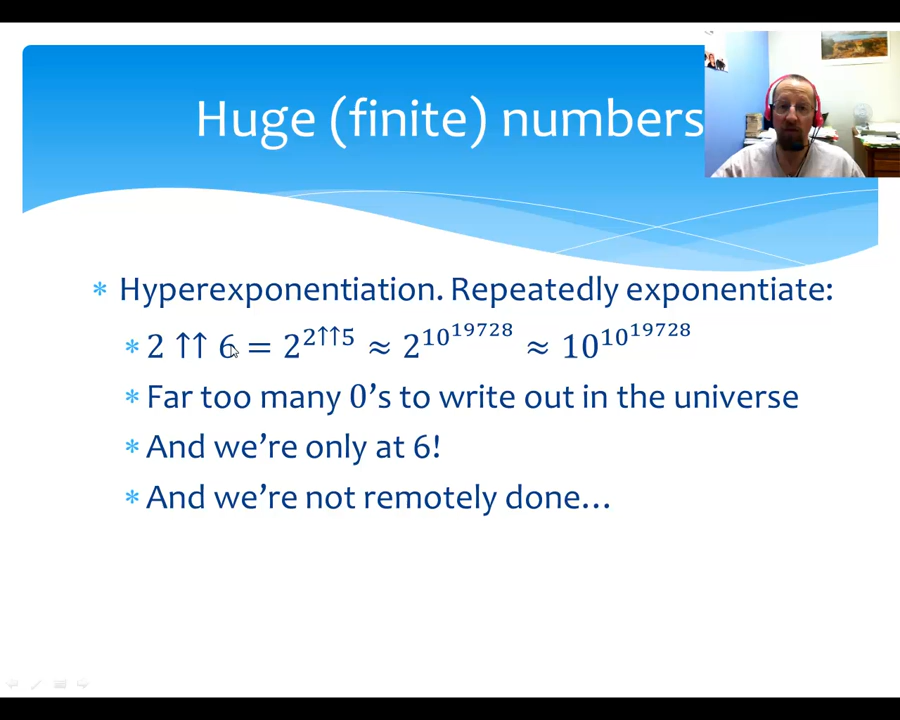 Huge (finite) numbers
* Hyperexponentiation. Repeatedly exponentiate:
* 2 ↑↑ 6 = 2^{2↑↑5} ≈ 2^{10^{19728}} ≈ 10^{10^{19728}}
* Far too many 0’s to write out in the universe
* And we’re only at 6!
* And we’re not remotely done…